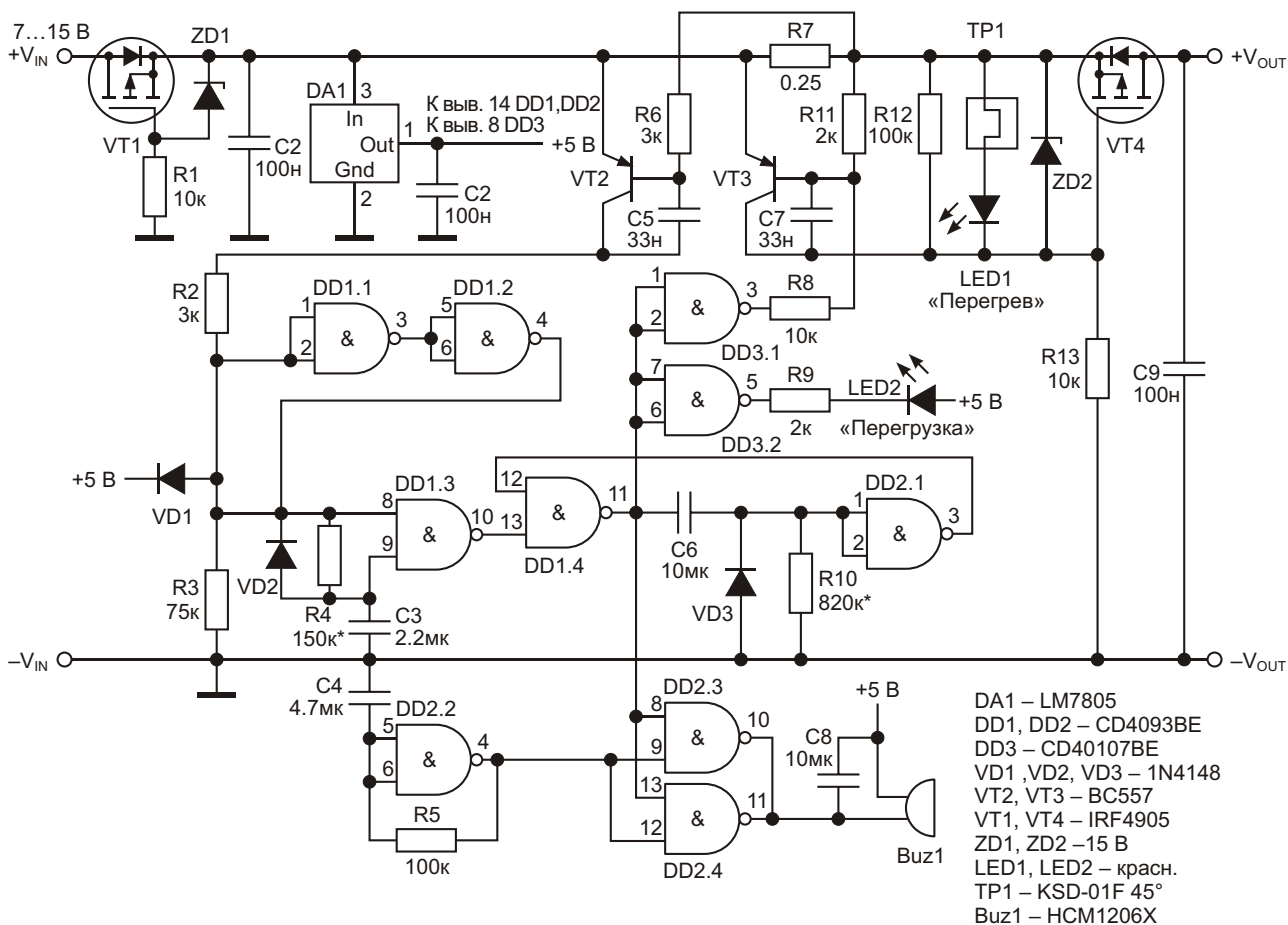 7...15 В
+V_IN
ZD1
VT1
R1
10к
C2
100н
DA1
3
In
Out
Gnd
1
2
К выв. 14 DD1,DD2
К выв. 8 DD3
+5 В
C2
100н
R6
3к
VT2
C5
33н
R7
0.25
VT3
C7
33н
R11
2к
R12
100к
TP1
LED1
«Перегрев»
ZD2
VT4
+V_OUT
R2
3к
DD1.1
1
2
&
3
DD1.2
5
6
&
4
1
2
&
3
DD3.1
R8
10к
7
6
&
5
DD3.2
R9
2к
LED2
«Перегрузка»
+5 В
R13
10к
C9
100н
+5 В
VD1
R3
75к
VD2
R4
150к*
C3
2.2мк
DD1.3
8
9
&
10
12
13
&
11
DD1.4
C6
10мк
VD3
R10
820к*
DD2.1
1
2
&
3
–V_IN
–V_OUT
C4
4.7мк
DD2.2
5
6
&
4
R5
100к
DD2.3
8
9
&
10
13
12
&
11
DD2.4
C8
10мк
+5 В
Buz1
DA1 – LM7805
DD1, DD2 – CD4093BE
DD3 – CD40107BE
VD1 ,VD2, VD3 – 1N4148
VT2, VT3 – BC557
VT1, VT4 – IRF4905
ZD1, ZD2 –15 В
LED1, LED2 – красн.
TP1 – KSD-01F 45°
Buz1 – HCM1206X